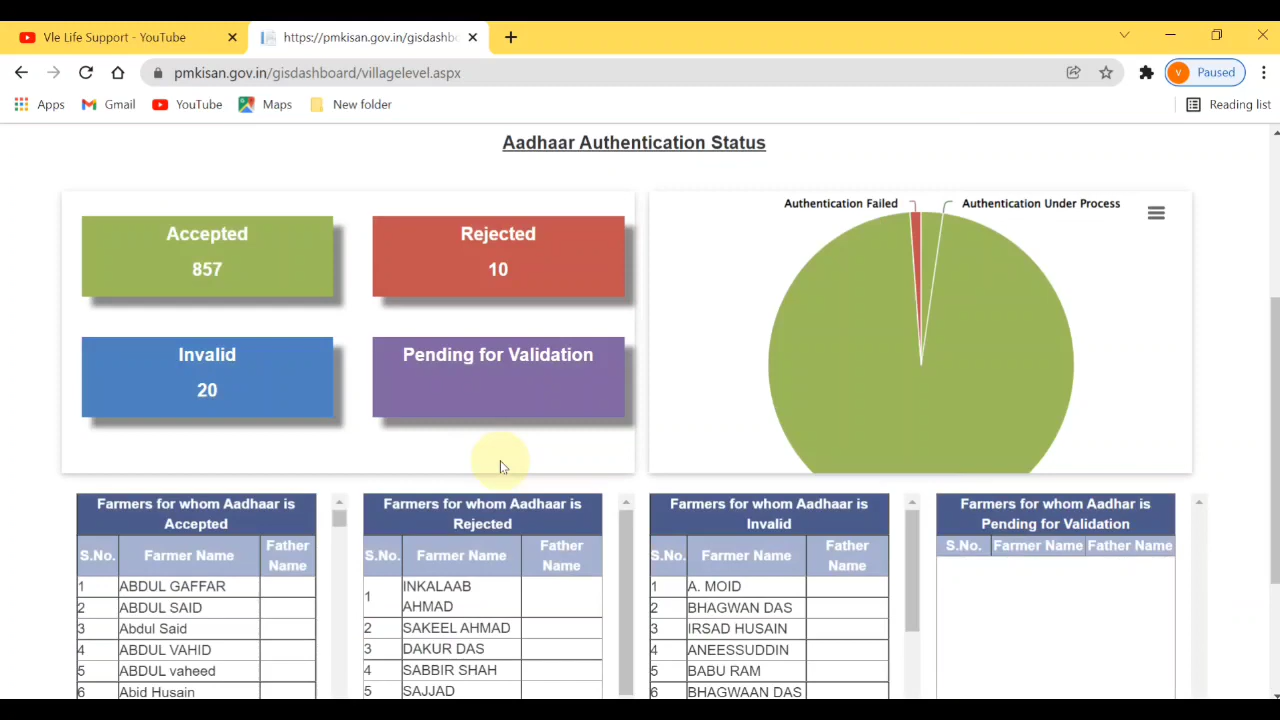 Vle Life Support - YouTube
https://pmkisan.gov.in/gisdashb
pmkisan.gov.in/gisdashboard/villagelevel.aspx
V
Paused
Apps
Gmail
YouTube
Maps
New folder
Reading list
Aadhaar Authentication Status
Accepted
857
Rejected
10
Invalid
20
Pending for Validation
Authentication Failed
Authentication Under Process
Farmers for whom Aadhaar is
Accepted
S.No. Farmer Name Father
Name
1 ABDUL GAFFAR
2 ABDUL SAID
3 Abdul Said
4 ABDUL VAHID
5 ABDUL vaheed
6 Abid Husain
Farmers for whom Aadhaar is
Rejected
S.No. Farmer Name Father
Name
1 INKALAAB
AHMAD
2 SAKEEL AHMAD
3 DAKUR DAS
4 SABBIR SHAH
5 SAJJAD
Farmers for whom Aadhaar is
Invalid
S.No. Farmer Name Father
Name
1 A. MOID
2 BHAGWAN DAS
3 IRSAD HUSAIN
4 ANEESSUDDIN
5 BABU RAM
6 BHAGWAAN DAS
Farmers for whom Aadhaar is
Pending for Validation
S.No. Farmer Name Father Name